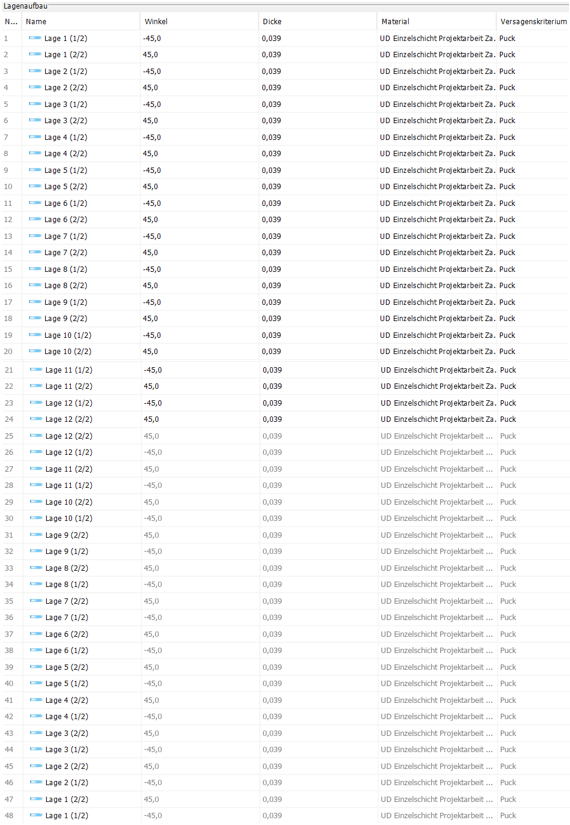 Lagenaufbau
N... Name Winkel Dicke Material Versagenskriterium
1 Lage 1 (1/2) -45,0 0,039 UD Einzelschicht Projektarbeit Za. Puck
2 Lage 1 (2/2) 45,0 0,039 UD Einzelschicht Projektarbeit Za. Puck
3 Lage 2 (1/2) -45,0 0,039 UD Einzelschicht Projektarbeit Za. Puck
4 Lage 2 (2/2) 45,0 0,039 UD Einzelschicht Projektarbeit Za. Puck
5 Lage 3 (1/2) -45,0 0,039 UD Einzelschicht Projektarbeit Za. Puck
6 Lage 3 (2/2) 45,0 0,039 UD Einzelschicht Projektarbeit Za. Puck
7 Lage 4 (1/2) -45,0 0,039 UD Einzelschicht Projektarbeit Za. Puck
8 Lage 4 (2/2) 45,0 0,039 UD Einzelschicht Projektarbeit Za. Puck
9 Lage 5 (1/2) -45,0 0,039 UD Einzelschicht Projektarbeit Za. Puck
10 Lage 5 (2/2) 45,0 0,039 UD Einzelschicht Projektarbeit Za. Puck
11 Lage 6 (1/2) -45,0 0,039 UD Einzelschicht Projektarbeit Za. Puck
12 Lage 6 (2/2) 45,0 0,039 UD Einzelschicht Projektarbeit Za. Puck
13 Lage 7 (1/2) -45,0 0,039 UD Einzelschicht Projektarbeit Za. Puck
14 Lage 7 (2/2) 45,0 0,039 UD Einzelschicht Projektarbeit Za. Puck
15 Lage 8 (1/2) -45,0 0,039 UD Einzelschicht Projektarbeit Za. Puck
16 Lage 8 (2/2) 45,0 0,039 UD Einzelschicht Projektarbeit Za. Puck
17 Lage 9 (1/2) -45,0 0,039 UD Einzelschicht Projektarbeit Za. Puck
18 Lage 9 (2/2) 45,0 0,039 UD Einzelschicht Projektarbeit Za. Puck
19 Lage 10 (1/2) -45,0 0,039 UD Einzelschicht Projektarbeit Za. Puck
20 Lage 10 (2/2) 45,0 0,039 UD Einzelschicht Projektarbeit Za. Puck
21 Lage 11 (1/2) -45,0 0,039 UD Einzelschicht Projektarbeit Za. Puck
22 Lage 11 (2/2) 45,0 0,039 UD Einzelschicht Projektarbeit Za. Puck
23 Lage 12 (1/2) -45,0 0,039 UD Einzelschicht Projektarbeit Za. Puck
24 Lage 12 (2/2) 45,0 0,039 UD Einzelschicht Projektarbeit Za. Puck
25 Lage 12 (2/2) 45,0 0,039 UD Einzelschicht Projektarbeit ... Puck
26 Lage 12 (1/2) -45,0 0,039 UD Einzelschicht Projektarbeit ... Puck
27 Lage 11 (2/2) 45,0 0,039 UD Einzelschicht Projektarbeit ... Puck
28 Lage 11 (1/2) -45,0 0,039 UD Einzelschicht Projektarbeit ... Puck
29 Lage 10 (2/2) 45,0 0,039 UD Einzelschicht Projektarbeit ... Puck
30 Lage 10 (1/2) -45,0 0,039 UD Einzelschicht Projektarbeit ... Puck
31 Lage 9 (2/2) 45,0 0,039 UD Einzelschicht Projektarbeit ... Puck
32 Lage 9 (1/2) -45,0 0,039 UD Einzelschicht Projektarbeit ... Puck
33 Lage 8 (2/2) 45,0 0,039 UD Einzelschicht Projektarbeit ... Puck
34 Lage 8 (1/2) -45,0 0,039 UD Einzelschicht Projektarbeit ... Puck
35 Lage 7 (2/2) 45,0 0,039 UD Einzelschicht Projektarbeit ... Puck
36 Lage 7 (1/2) -45,0 0,039 UD Einzelschicht Projektarbeit ... Puck
37 Lage 6 (2/2) 45,0 0,039 UD Einzelschicht Projektarbeit ... Puck
38 Lage 6 (1/2) -45,0 0,039 UD Einzelschicht Projektarbeit ... Puck
39 Lage 5 (2/2) 45,0 0,039 UD Einzelschicht Projektarbeit ... Puck
40 Lage 5 (1/2) -45,0 0,039 UD Einzelschicht Projektarbeit ... Puck
41 Lage 4 (2/2) 45,0 0,039 UD Einzelschicht Projektarbeit ... Puck
42 Lage 4 (1/2) -45,0 0,039 UD Einzelschicht Projektarbeit ... Puck
43 Lage 3 (2/2) 45,0 0,039 UD Einzelschicht Projektarbeit ... Puck
44 Lage 3 (1/2) -45,0 0,039 UD Einzelschicht Projektarbeit ... Puck
45 Lage 2 (2/2) 45,0 0,039 UD Einzelschicht Projektarbeit ... Puck
46 Lage 2 (1/2) -45,0 0,039 UD Einzelschicht Projektarbeit ... Puck
47 Lage 1 (2/2) 45,0 0,039 UD Einzelschicht Projektarbeit ... Puck
48 Lage 1 (1/2) -45,0 0,039 UD Einzelschicht Projektarbeit ... Puck